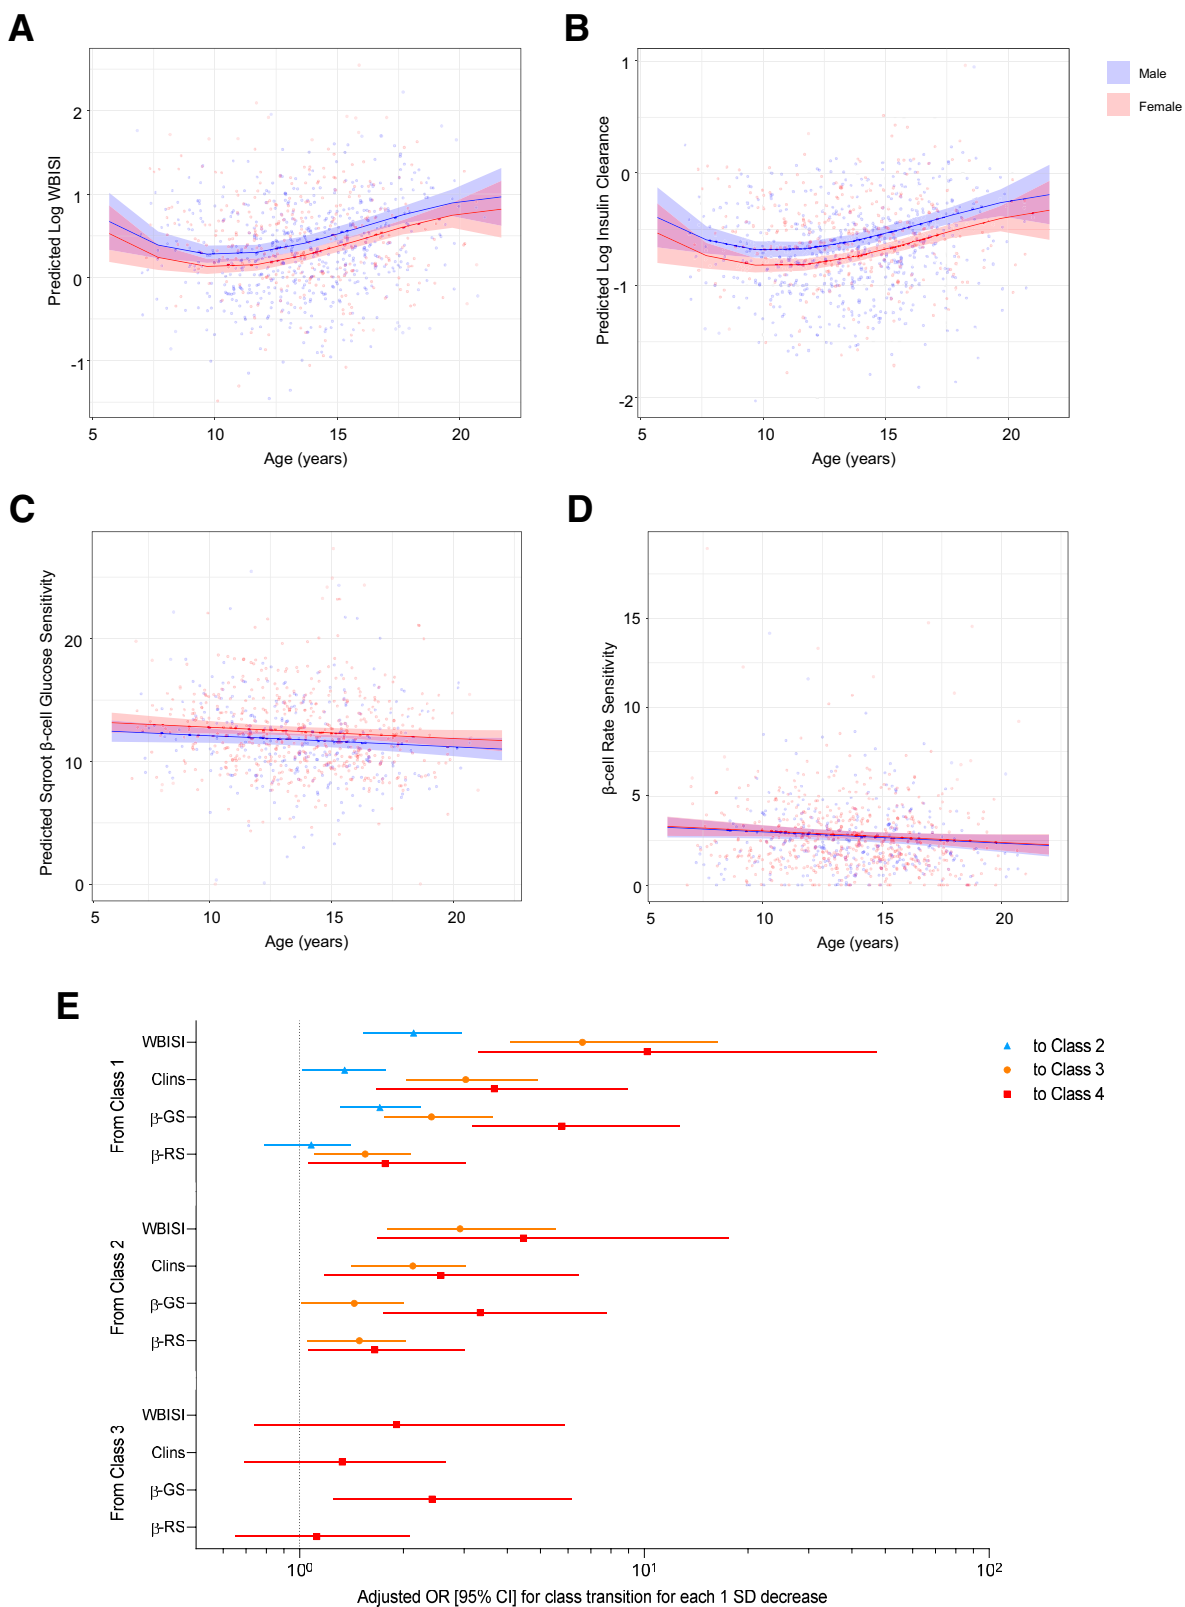 A
B
2
1
0
-1
5
10
15
20
Age (years)
Predicted Log WBISI
1
0
-1
-2
5
10
15
20
Age (years)
Predicted Log Insulin Clearance
Male
Female
C
D
20
10
0
5
10
15
20
Age (years)
Predicted Sqroot β-cell Glucose Sensitivity
15
10
5
0
5
10
15
20
Age (years)
β-cell Rate Sensitivity
E
From Class 1
WBISI
Clins
β-GS
β-RS
From Class 2
WBISI
Clins
β-GS
β-RS
From Class 3
WBISI
Clins
β-GS
β-RS
to Class 2
to Class 3
to Class 4
10⁰
10¹
10²
Adjusted OR [95% CI] for class transition for each 1 SD decrease